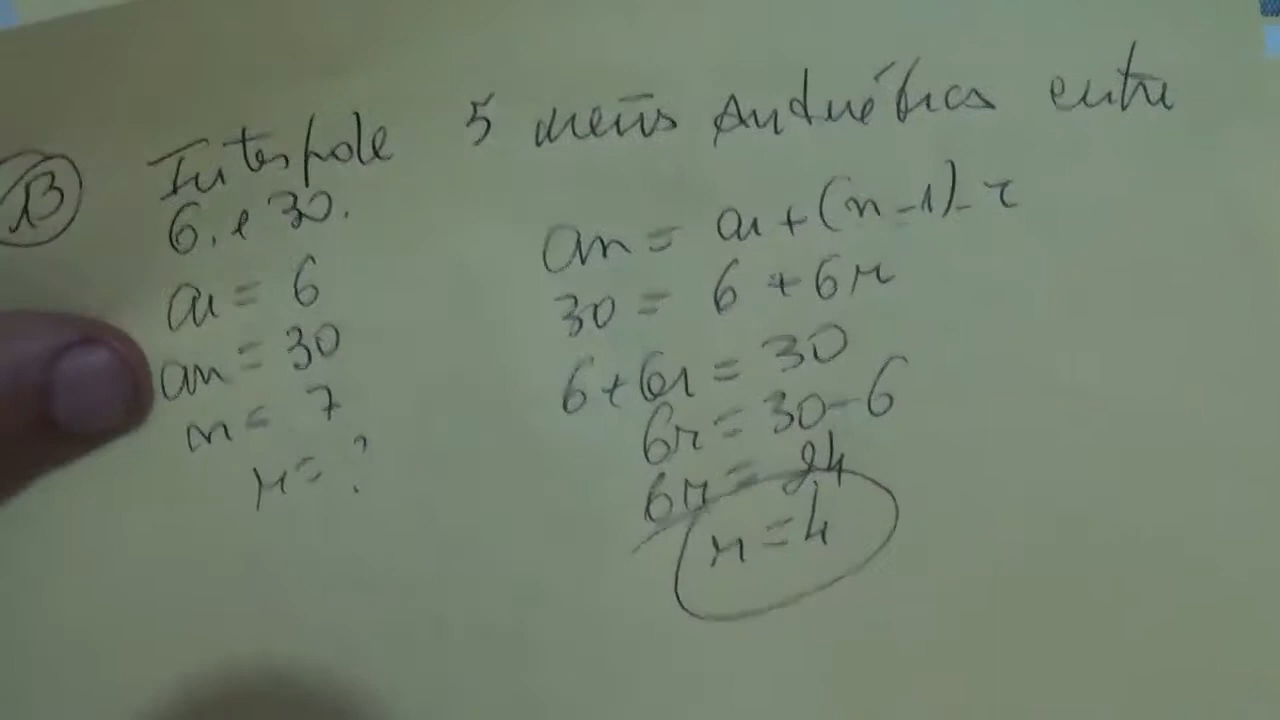 13 Interpole 5 meios Aritméticos entre
6. e 30.
a1 = 6
an = 30
n = 7
r = ?
an = a1 + (n-1)-r
30 = 6 + 6r
6 + 6r = 30
6r = 30-6
6r = 24
r = 4